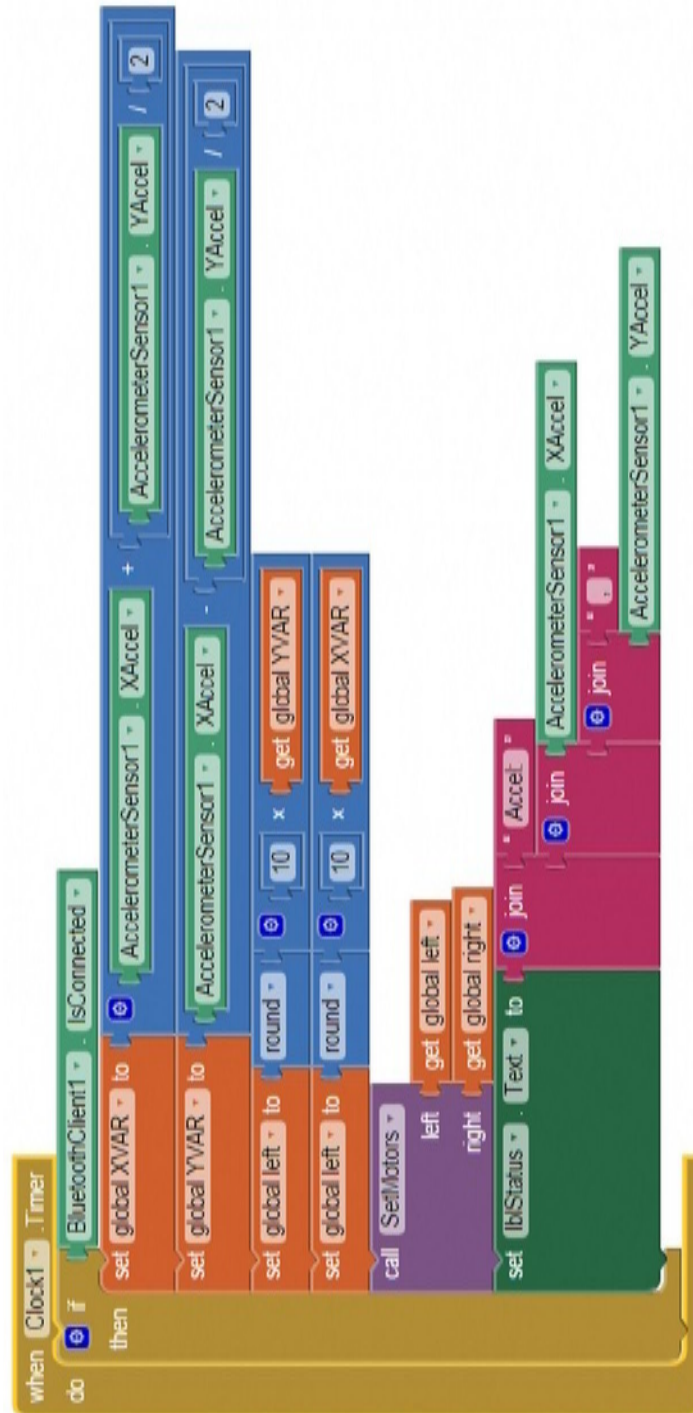 when Clock1 .Timer
do if BluetoothClient1 . IsConnected
then set global XVAR to AccelerometerSensor1 . XAccel + AccelerometerSensor1 . YAccel / 2
set global YVAR to AccelerometerSensor1 . XAccel - AccelerometerSensor1 . YAccel / 2
set global left to round 10 x get global YVAR
set global left to round 10 x get global XVAR
call SetMotors
left get global left
right get global right
set lblStatus . Text to join " Accel: "
join AccelerometerSensor1 . XAccel
join " , "
AccelerometerSensor1 . YAccel